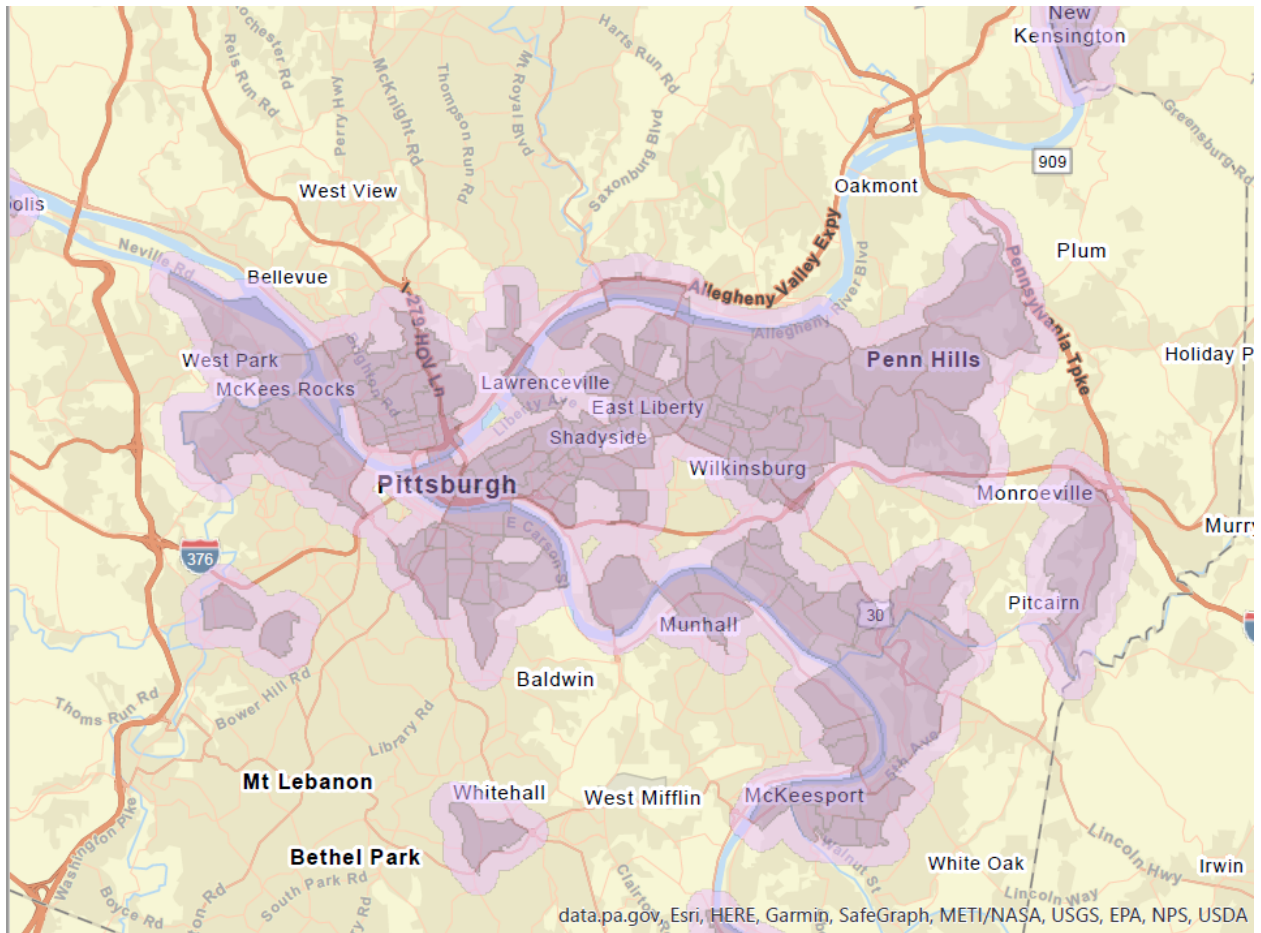 New
Kensington
ochester Rd
Reis Run Rd
Perry Hwy
McKnight Rd
Thompson Run Rd
Mt Royal Blvd
Harts Run Rd
Saxonburg Blvd
Greensburg Rd
909
West View
Oakmont
olis
Neville Rd
Bellevue
Plum
Allegheny Valley Expy
Allegheny River Blvd
Pennsylvania Tpke
I-279 HOV Ln
West Park
McKees Rocks
Lawrenceville
Liberty Ave
East Liberty
Shadyside
Penn Hills
Holiday P
Wilkinsburg
Pittsburgh
Monroeville
Murry
E Carson St
376
30
Pitcairn
Munhall
Baldwin
Thoms Run Rd
Bower Hill Rd
Library Rd
5th Ave
Mt Lebanon
Whitehall
West Mifflin
McKeesport
Washington Pike
Bethel Park
E Walnut St
White Oak
Lincoln Hwy
Irwin
South Park Rd
Lincoln Way
Boyce Rd
ton Rd
ry Rd
Clairton
data.pa.gov, Esri, HERE, Garmin, SafeGraph, METI/NASA, USGS, EPA, NPS, USDA